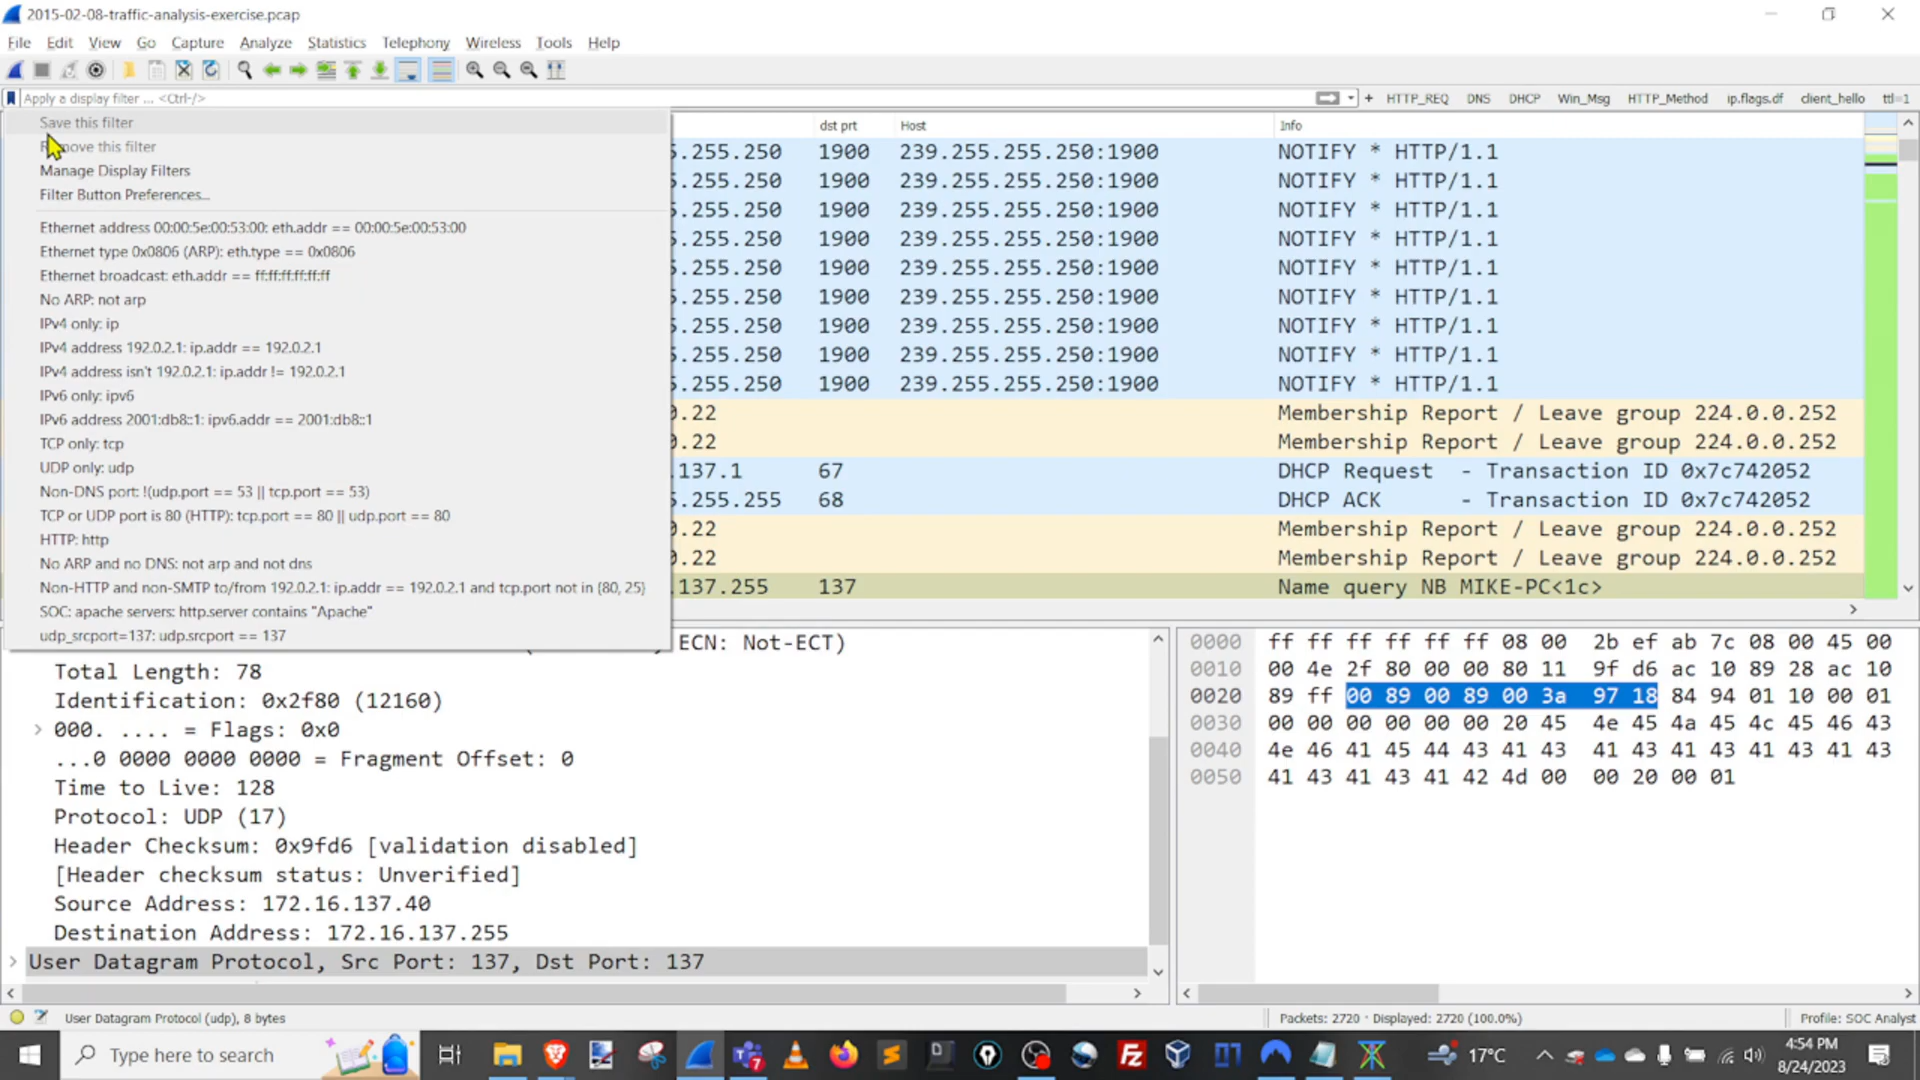 2015-02-08-traffic-analysis-exercise.pcap
File Edit View Go Capture Analyze Statistics Telephony Wireless Tools Help
Apply a display filter ... <Ctrl-/>
+ HTTP_REQ DNS DHCP Win_Msg HTTP_Method ip.flags.df client_hello ttl=1
Save this filter
move this filter
Manage Display Filters
Filter Button Preferences...
Ethernet address 00:00:5e:00:53:00: eth.addr == 00:00:5e:00:53:00
Ethernet type 0x0806 (ARP): eth.type == 0x0806
Ethernet broadcast: eth.addr == ff:ff:ff:ff:ff:ff
No ARP: not arp
IPv4 only: ip
IPv4 address 192.0.2.1: ip.addr == 192.0.2.1
IPv4 address isn't 192.0.2.1: ip.addr != 192.0.2.1
IPv6 only: ipv6
IPv6 address 2001:db8::1: ipv6.addr == 2001:db8::1
TCP only: tcp
UDP only: udp
Non-DNS port: !(udp.port == 53 || tcp.port == 53)
TCP or UDP port is 80 (HTTP): tcp.port == 80 || udp.port == 80
HTTP: http
No ARP and no DNS: not arp and not dns
Non-HTTP and non-SMTP to/from 192.0.2.1: ip.addr == 192.0.2.1 and tcp.port not in {80, 25}
SOC: apache servers: http.server contains "Apache"
udp_srcport=137: udp.srcport == 137
dst prt Host Info
5.255.250 1900 239.255.255.250:1900 NOTIFY * HTTP/1.1
5.255.250 1900 239.255.255.250:1900 NOTIFY * HTTP/1.1
5.255.250 1900 239.255.255.250:1900 NOTIFY * HTTP/1.1
5.255.250 1900 239.255.255.250:1900 NOTIFY * HTTP/1.1
5.255.250 1900 239.255.255.250:1900 NOTIFY * HTTP/1.1
5.255.250 1900 239.255.255.250:1900 NOTIFY * HTTP/1.1
5.255.250 1900 239.255.255.250:1900 NOTIFY * HTTP/1.1
5.255.250 1900 239.255.255.250:1900 NOTIFY * HTTP/1.1
5.255.250 1900 239.255.255.250:1900 NOTIFY * HTTP/1.1
0.22 Membership Report / Leave group 224.0.0.252
0.22 Membership Report / Leave group 224.0.0.252
.137.1 67 DHCP Request - Transaction ID 0x7c742052
.255.255 68 DHCP ACK - Transaction ID 0x7c742052
0.22 Membership Report / Leave group 224.0.0.252
0.22 Membership Report / Leave group 224.0.0.252
.137.255 137 Name query NB MIKE-PC<1c>
ECN: Not-ECT)
Total Length: 78
Identification: 0x2f80 (12160)
000. .... = Flags: 0x0
...0 0000 0000 0000 = Fragment Offset: 0
Time to Live: 128
Protocol: UDP (17)
Header Checksum: 0x9fd6 [validation disabled]
[Header checksum status: Unverified]
Source Address: 172.16.137.40
Destination Address: 172.16.137.255
User Datagram Protocol, Src Port: 137, Dst Port: 137
0000 ff ff ff ff ff ff 08 00 2b ef ab 7c 08 00 45 00
0010 00 4e 2f 80 00 00 80 11 9f d6 ac 10 89 28 ac 10
0020 89 ff 00 89 00 89 00 3a 97 18 84 94 01 10 00 01
0030 00 00 00 00 00 00 20 45 4e 45 4a 45 4c 45 46 43
0040 4e 46 41 45 44 43 41 43 41 43 41 43 41 43 41 43
0050 41 43 41 43 41 42 4d 00 00 20 00 01
User Datagram Protocol (udp), 8 bytes
Packets: 2720 · Displayed: 2720 (100.0%)
Profile: SOC Analyst
Type here to search
17°C
4:54 PM
8/24/2023